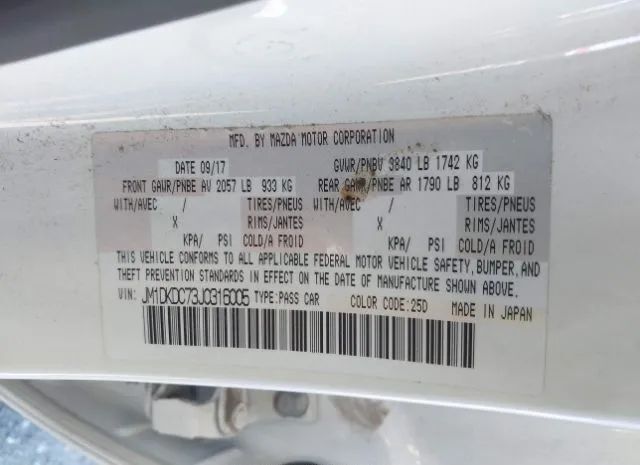 MFD. BY MAZDA MOTOR CORPORATION
DATE 09/17 GVWR/PNBV 3840 LB 1742 KG
FRONT GAWR/PNBE AV 2057 LB 933 KG REAR GAWR/PNBE AR 1790 LB 812 KG
WITH/AVEC / TIRES/PNEUS WITH/AVEC / TIRES/PNEUS
X RIMS/JANTES X RIMS/JANTES
KPA/ PSI COLD/A FROID KPA/ PSI COLD/A FROID
THIS VEHICLE CONFORMS TO ALL APPLICABLE FEDERAL MOTOR VEHICLE SAFETY, BUMPER, AND
THEFT PREVENTION STANDARDS IN EFFECT ON THE DATE OF MANUFACTURE SHOWN ABOVE.
VIN: JM1DKDC73J0316005 TYPE:PASS CAR COLOR CODE:25D MADE IN JAPAN